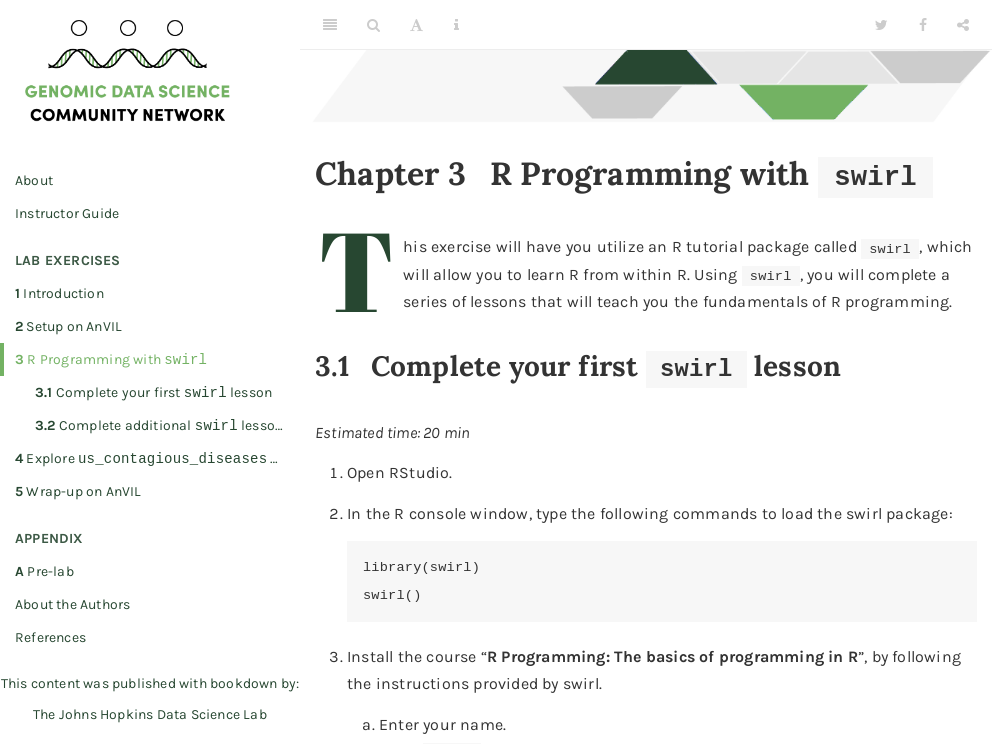 GENOMIC DATA SCIENCE
COMMUNITY NETWORK
About
Instructor Guide
LAB EXERCISES
1 Introduction
2 Setup on AnVIL
3 R Programming with swirl
3.1 Complete your first swirl lesson
3.2 Complete additional swirl lesso…
4 Explore us_contagious_diseases …
5 Wrap-up on AnVIL
APPENDIX
A Pre-lab
About the Authors
References
This content was published with bookdown by:
The Johns Hopkins Data Science Lab
A
Chapter 3 R Programming with swirl
This exercise will have you utilize an R tutorial package called swirl, which
will allow you to learn R from within R. Using swirl, you will complete a
series of lessons that will teach you the fundamentals of R programming.
3.1 Complete your first swirl lesson
Estimated time: 20 min
1. Open RStudio.
2. In the R console window, type the following commands to load the swirl package:
library(swirl)
swirl()
3. Install the course “R Programming: The basics of programming in R”, by following
the instructions provided by swirl.
a. Enter your name.